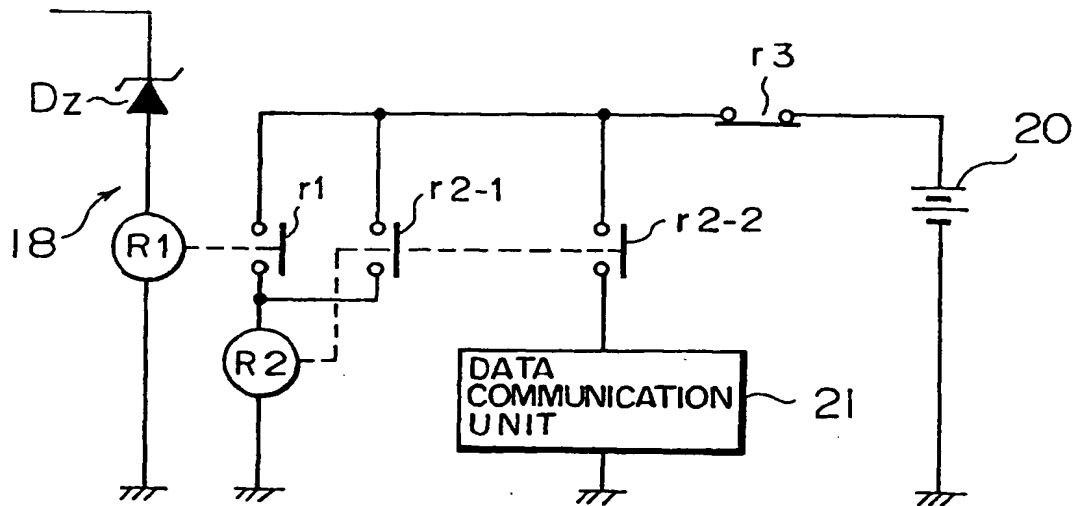 r3
Dz
20
r1
r2-1
r2-2
18
R1
R2
DATA
COMMUNICATION
UNIT
21